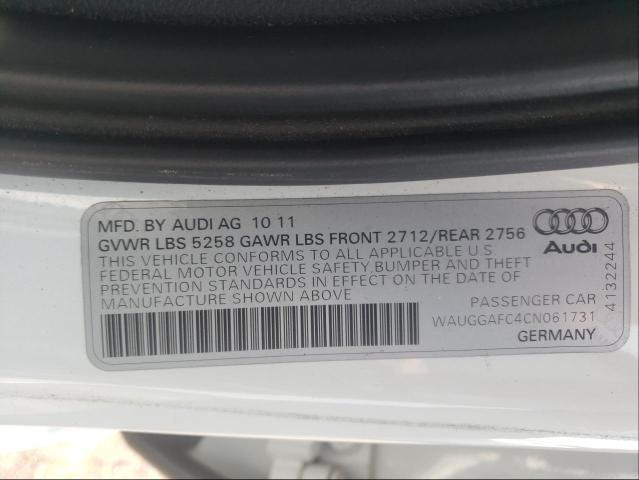 MFD. BY AUDI AG 10 11
GVWR LBS 5258 GAWR LBS FRONT 2712/REAR 2756
THIS VEHICLE CONFORMS TO ALL APPLICABLE U.S.
FEDERAL MOTOR VEHICLE SAFETY,BUMPER AND THEFT
PREVENTION STANDARDS IN EFFECT ON THE DATE OF
MANUFACTURE SHOWN ABOVE
Audi
PASSENGER CAR
WAUGGAFC4CN061731
GERMANY
4132244